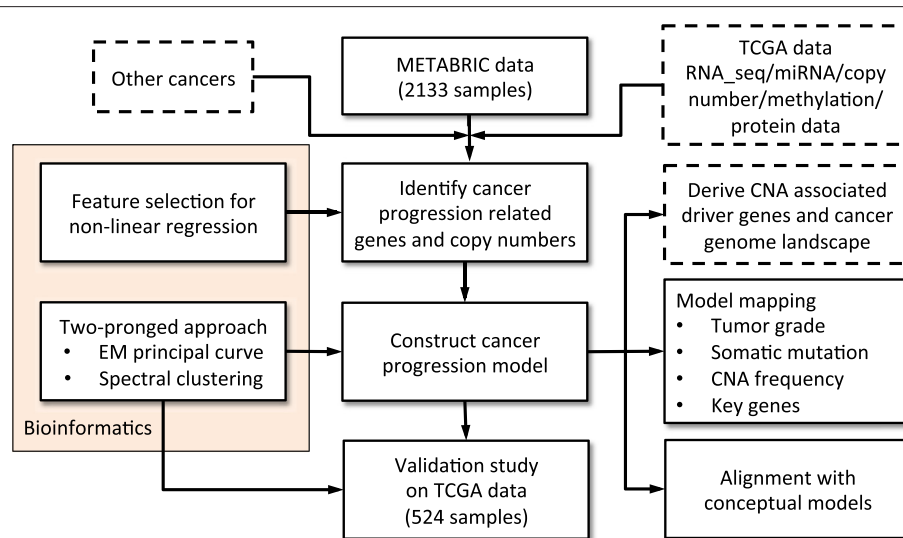 Other cancers
METABRIC data
(2133 samples)
TCGA data
RNA_seq/miRNA/copy
number/methylation/
protein data
Feature selection for
non-linear regression
Identify cancer
progression related
genes and copy numbers
Derive CNA associated
driver genes and cancer
genome landscape
Two-pronged approach
• EM principal curve
• Spectral clustering
Bioinformatics
Construct cancer
progression model
Model mapping
• Tumor grade
• Somatic mutation
• CNA frequency
• Key genes
Validation study
on TCGA data
(524 samples)
Alignment with
conceptual models